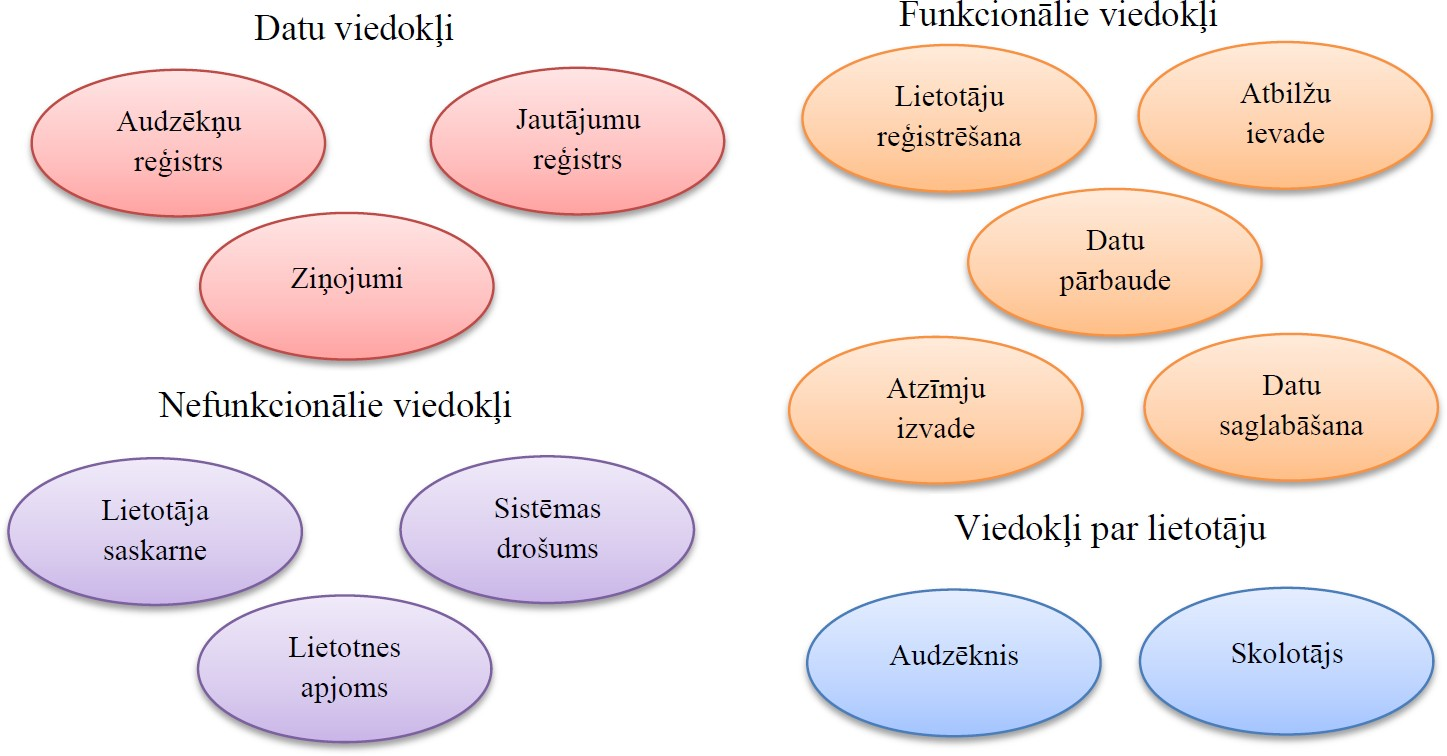 Datu viedokļi
Audzēkņu
reģistrs
Jautājumu
reģistrs
Ziņojumi
Nefunkcionālie viedokļi
Lietotāja
saskarne
Sistēmas
drošums
Lietotnes
apjoms
Funkcionālie viedokļi
Lietotāju
reģistrēšana
Atbilžu
ievade
Datu
pārbaude
Atzīmju
izvade
Datu
saglabāšana
Viedokļi par lietotāju
Audzēknis
Skolotājs